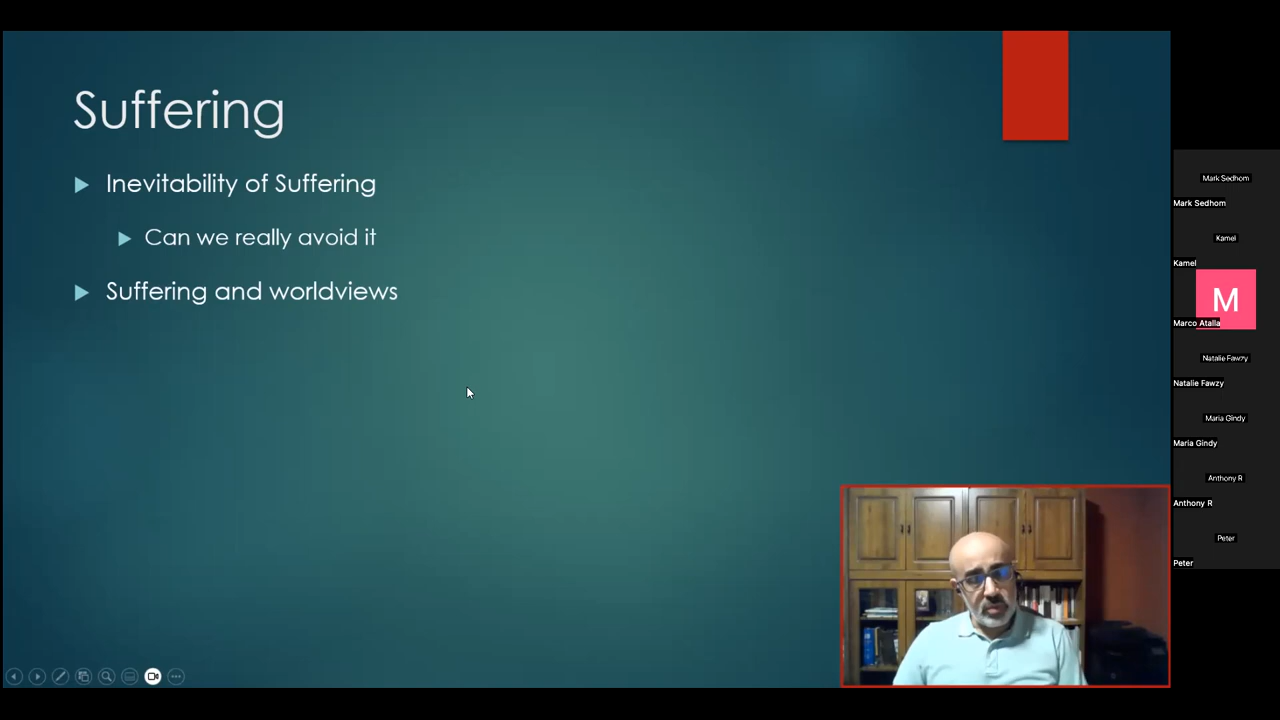 Suffering
Inevitability of Suffering
Can we really avoid it
Suffering and worldviews
Mark Sedhom
Mark Sedhom
Kamel
Kamel
M
Marco Atalla
Natalie Fawzy
Natalie Fawzy
Maria Gindy
Maria Gindy
Anthony R
Anthony R
Peter
Peter